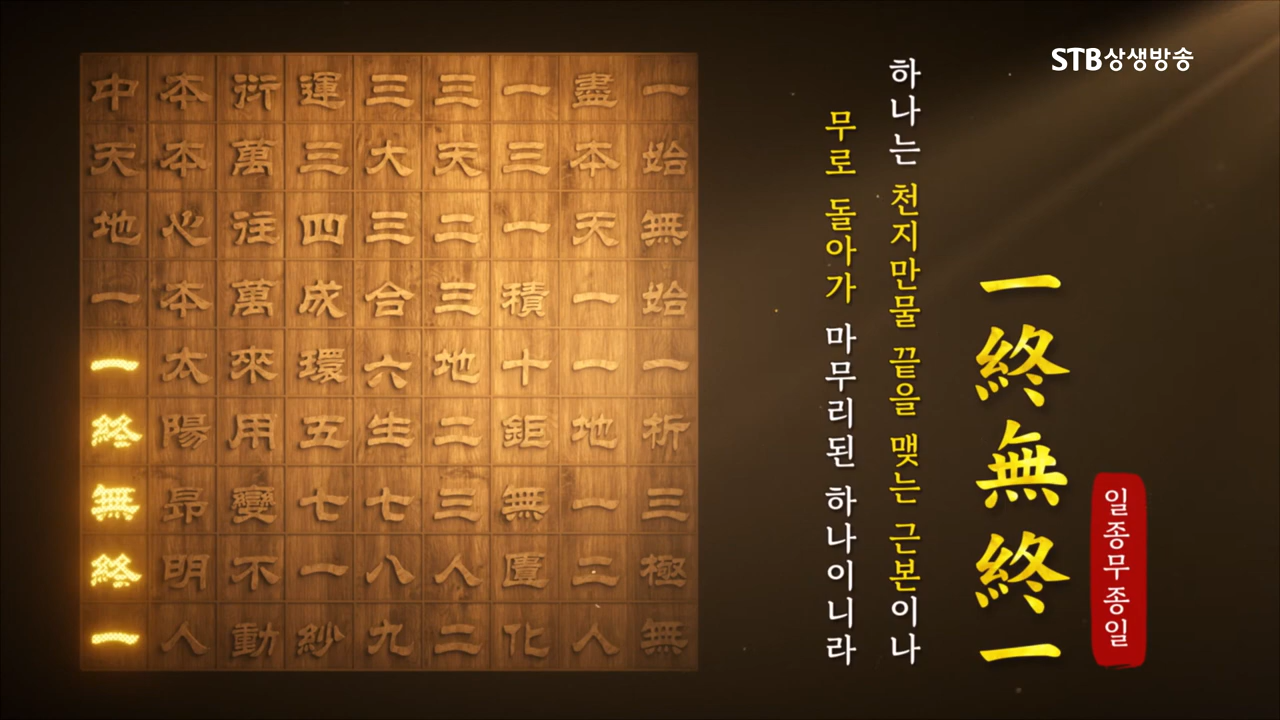 STB상생방송
일종무종일
一終無終一
하나는 천지만물 끝을 맺는 근본이나
무로 돌아가 마무리된 하나이니라
一始無始一析三極無
盡本天一一地一二人
一三一積十鉅無匱化
三天二三地二三人二
三大三合六生七八九
運三四成環五七一紗
衍萬往萬來用變不動
本本心本太陽昂明人
中天地一一終無終一